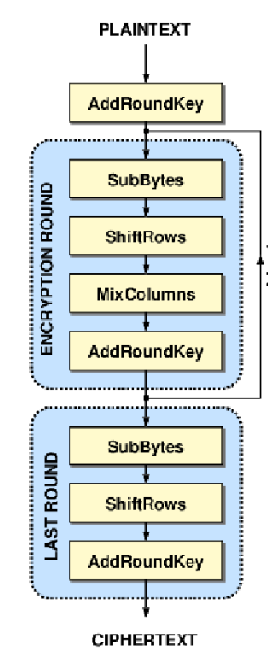 PLAINTEXT
AddRoundKey
ENCRYPTION ROUND
SubBytes
ShiftRows
MixColumns
AddRoundKey
LAST ROUND
SubBytes
ShiftRows
AddRoundKey
CIPHERTEXT